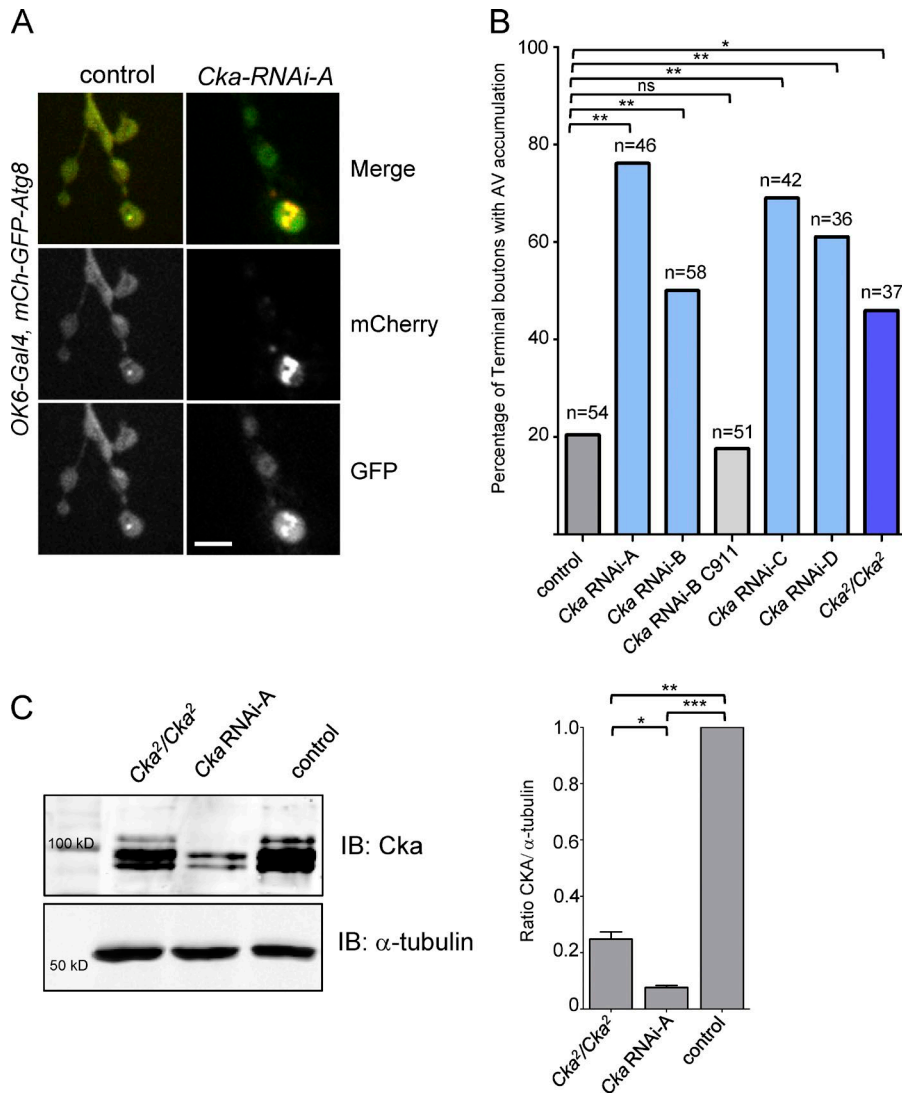 A
control
Cka-RNAi-A
OK6-Gal4, mCh-GFP-Atg8
Merge
mCherry
GFP
B
Percentage of Terminal boutons with AV accumulation
100
80
60
40
20
*
**
**
ns
**
**
n=54
n=46
n=58
n=51
n=42
n=36
n=37
control
Cka RNAi-A
Cka RNAi-B
Cka RNAi-B C911
Cka RNAi-C
Cka RNAi-D
Cka²/Cka²
C
Cka²/Cka²
Cka RNAi-A
control
100 kD
IB: Cka
50 kD
IB: α-tubulin
Ratio CKA/ α-tubulin
1.0
0.8
0.6
0.4
0.2
0
**
*
***
Cka²/Cka²
Cka RNAi-A
control